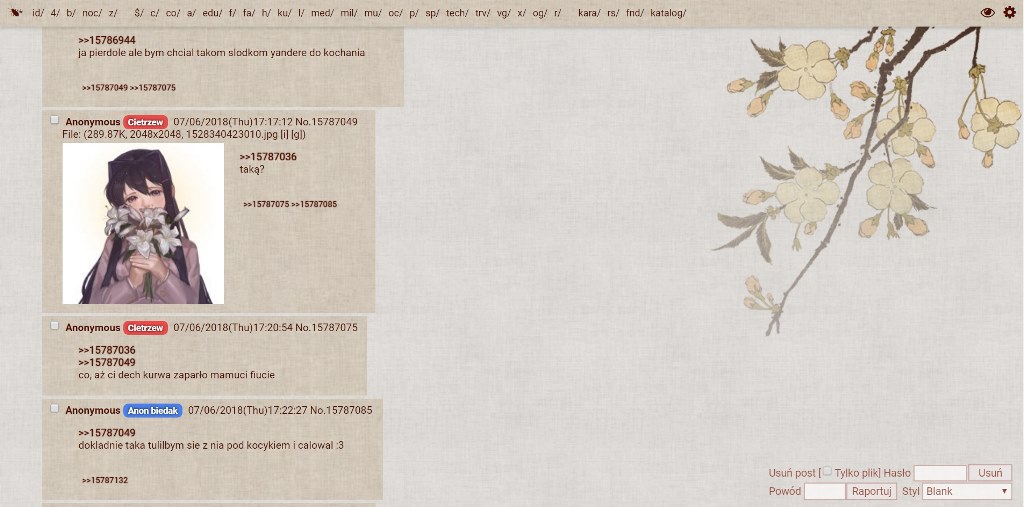 id/ 4/ b/ noc/ z/ $/ c/ co/ a/ edu/ f/ fa/ h/ ku/ l/ med/ mil/ mu/ oc/ p/ sp/ tech/ trv/ vg/ x/ og/ r/ kara/ rs/ fnd/ katalog/
>>15786944
ja pierdole ale bym chcial takom slodkom yandere do kochania
>>15787049 >>15787075
Anonymous Cietrzew 07/06/2018(Thu)17:17:12 No.15787049
File: (289.87K, 2048x2048, 1528340423010.jpg [i] [g])
>>15787036
taką?
>>15787075 >>15787085
Anonymous Cietrzew 07/06/2018(Thu)17:20:54 No.15787075
>>15787036
>>15787049
co, aż ci dech kurwa zaparło mamuci fiucie
Anonymous Anon biedak 07/06/2018(Thu)17:22:27 No.15787085
>>15787049
dokladnie taka tulilbym sie z nia pod kocykiem i calowal :3
>>15787132
Usuń post [ Tylko plik] Hasło Usuń
Powód Raportuj Styl Blank